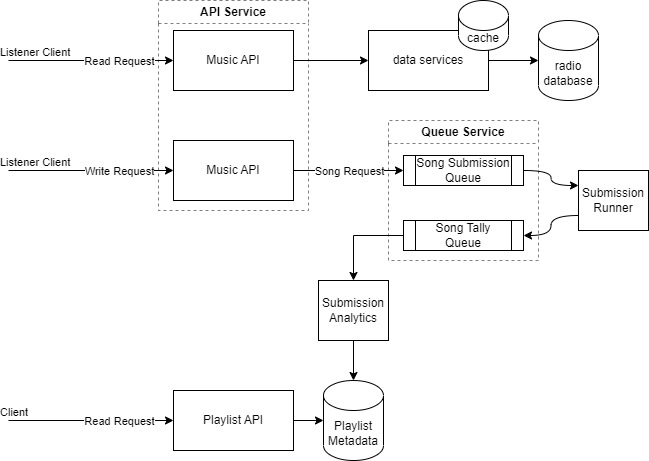 API Service
cache
Listener Client
Read Request
Music API
data services
radio
database
Queue Service
Listener Client
Write Request
Music API
Song Request
Song Submission
Queue
Submission
Runner
Song Tally
Queue
Submission
Analytics
Client
Read Request
Playlist API
Playlist
Metadata